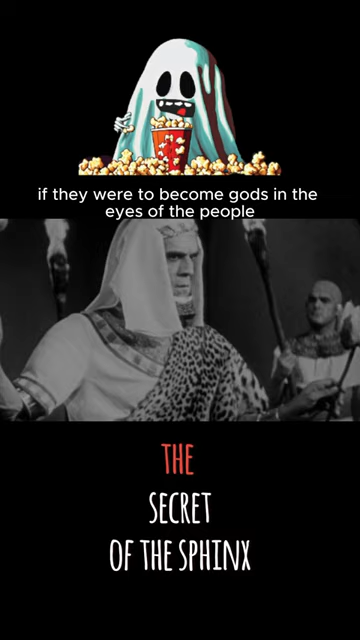 if they were to become gods in the
eyes of the people
THE
SECRET
OF THE SPHINX